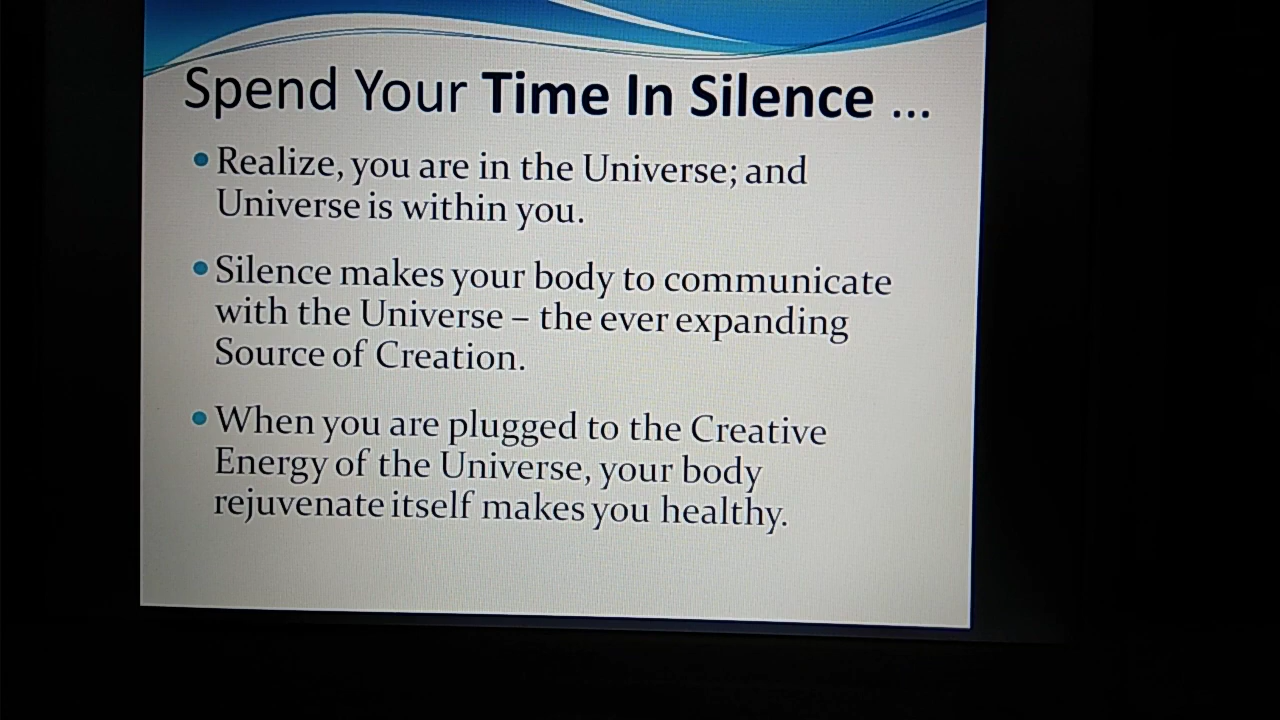 Spend Your Time In Silence ...
Realize, you are in the Universe; and
Universe is within you.
Silence makes your body to communicate
with the Universe – the ever expanding
Source of Creation.
When you are plugged to the Creative
Energy of the Universe, your body
rejuvenate itself makes you healthy.